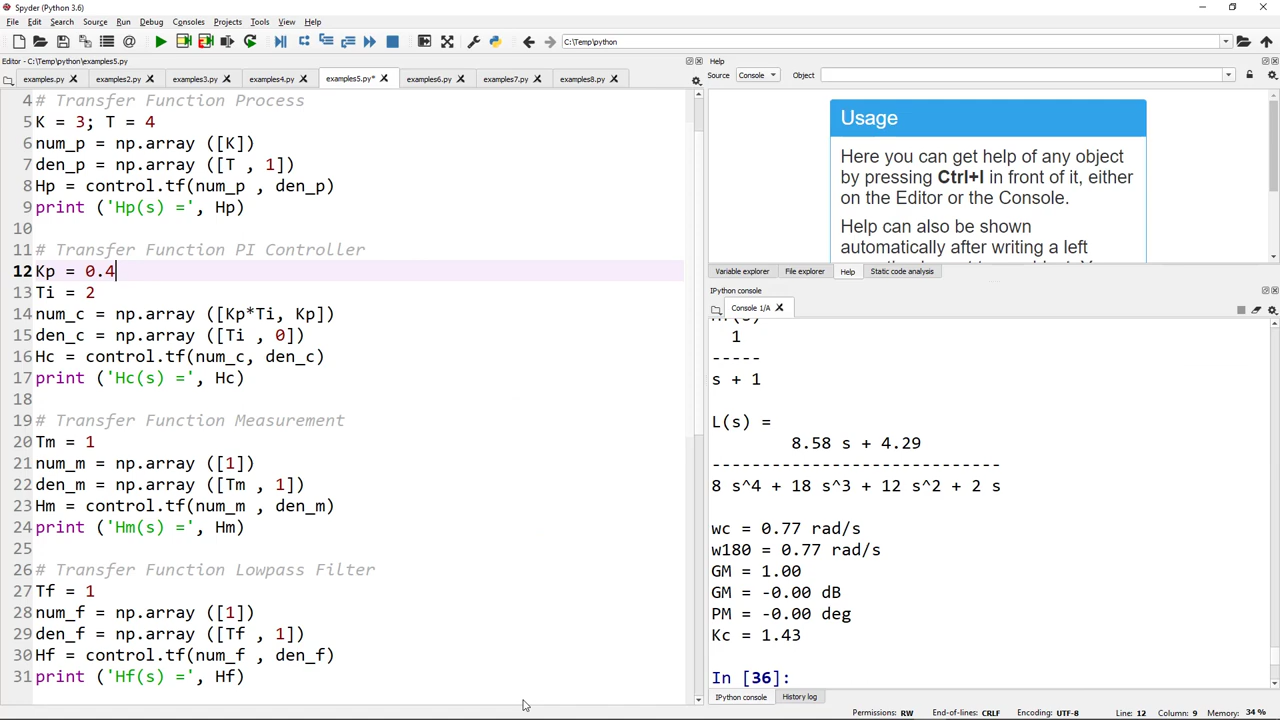 Spyder (Python 3.6)
File Edit Search Source Run Debug Consoles Projects Tools View Help
C:\Temp\python
Editor - C:\Temp\python\examples5.py
examples.py examples2.py examples3.py examples4.py examples5.py* examples6.py examples7.py examples8.py
4 # Transfer Function Process
5 K = 3; T = 4
6 num_p = np.array ([K])
7 den_p = np.array ([T , 1])
8 Hp = control.tf(num_p , den_p)
9 print ('Hp(s) =', Hp)
10
11 # Transfer Function PI Controller
12 Kp = 0.4
13 Ti = 2
14 num_c = np.array ([Kp*Ti, Kp])
15 den_c = np.array ([Ti , 0])
16 Hc = control.tf(num_c, den_c)
17 print ('Hc(s) =', Hc)
18
19 # Transfer Function Measurement
20 Tm = 1
21 num_m = np.array ([1])
22 den_m = np.array ([Tm , 1])
23 Hm = control.tf(num_m , den_m)
24 print ('Hm(s) =', Hm)
25
26 # Transfer Function Lowpass Filter
27 Tf = 1
28 num_f = np.array ([1])
29 den_f = np.array ([Tf , 1])
30 Hf = control.tf(num_f , den_f)
31 print ('Hf(s) =', Hf)
Help
Source Console Object
Usage
Here you can get help of any object
by pressing Ctrl+I in front of it, either
on the Editor or the Console.
Help can also be shown
automatically after writing a left
Variable explorer File explorer Help Static code analysis
IPython console
Console 1/A
1
-----
s + 1
L(s) =
8.58 s + 4.29
-----------------------------
8 s^4 + 18 s^3 + 12 s^2 + 2 s
wc = 0.77 rad/s
w180 = 0.77 rad/s
GM = 1.00
GM = -0.00 dB
PM = -0.00 deg
Kc = 1.43
In [36]:
IPython console History log
Permissions: RW End-of-lines: CRLF Encoding: UTF-8 Line: 12 Column: 9 Memory: 34 %